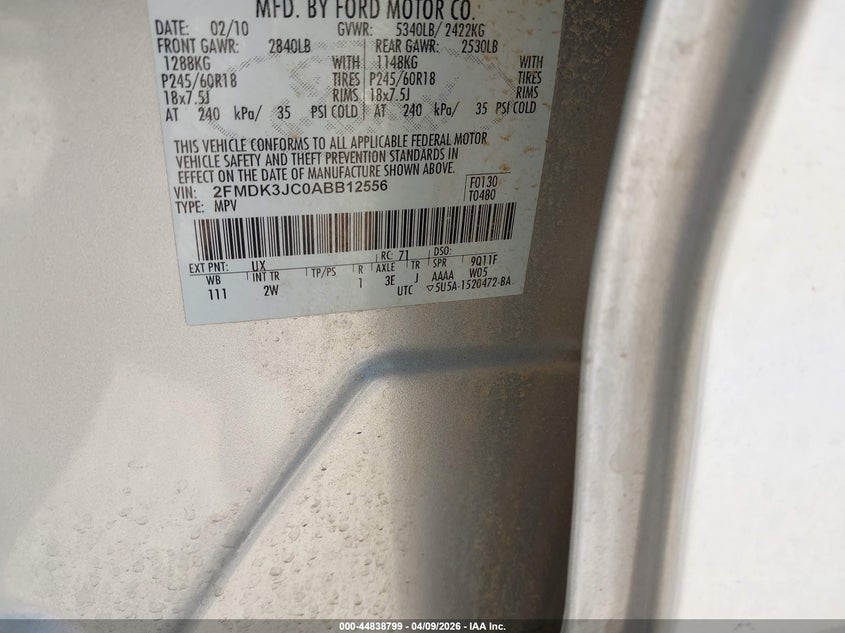 MFD. BY FORD MOTOR CO.
DATE: 02/10 GVWR: 5340LB/ 2422KG
FRONT GAWR: 2840LB REAR GAWR: 2530LB
1288KG WITH 1148KG WITH
P245/60R18 TIRES P245/60R18 TIRES
18x7.5J RIMS 18x7.5J RIMS
AT 240 kPa/ 35 PSI COLD AT 240 kPa/ 35 PSI COLD
THIS VEHICLE CONFORMS TO ALL APPLICABLE FEDERAL MOTOR
VEHICLE SAFETY AND THEFT PREVENTION STANDARDS IN
EFFECT ON THE DATE OF MANUFACTURE SHOWN ABOVE.
VIN: 2FMDK3JC0ABB12556 F0130
TYPE: MPV T0480
EXT PNT: UX RC: 71 DSO:
WB INT TR TP/PS R AXLE TR SPR 9Q11F
111 2W 1 3E J AAAA W05
UTC ▽5U5A-1520472-BA
000-44838799 - 04/09/2026 - IAA Inc.